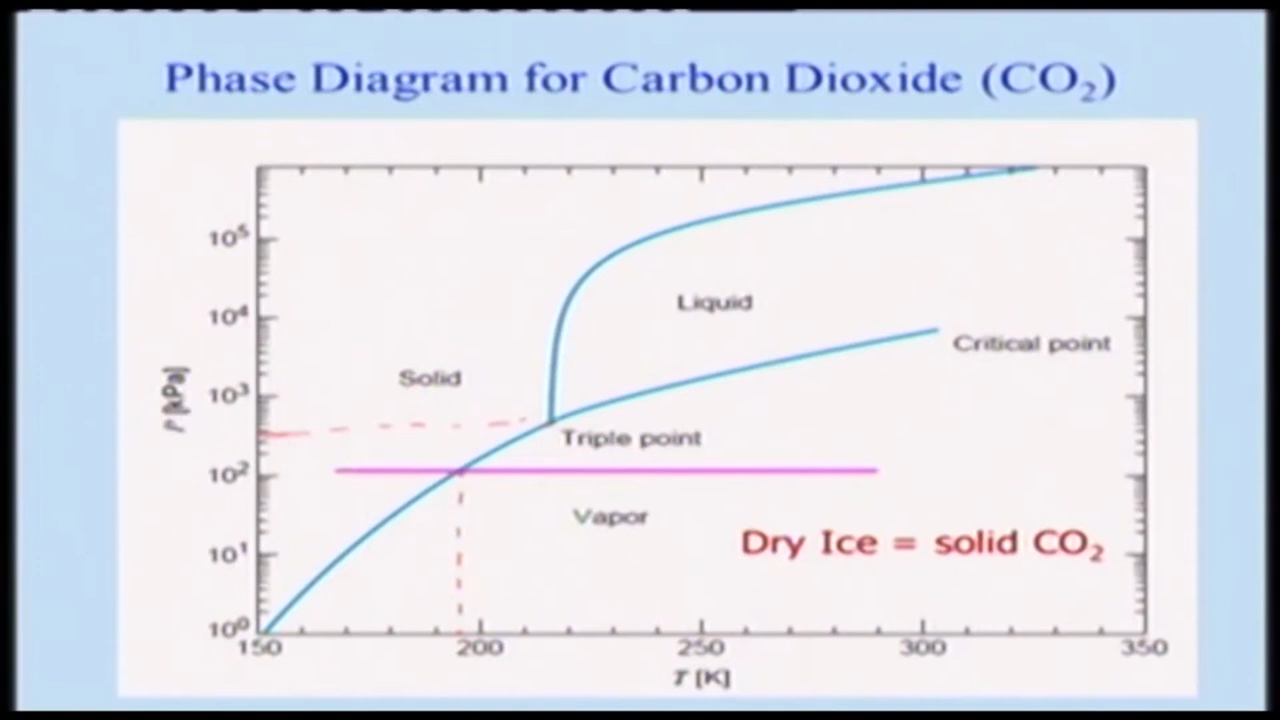 Phase Diagram for Carbon Dioxide (CO₂)
10⁵
10⁴
10³
10²
10¹
10⁰
P [kPa]
Solid
Liquid
Critical point
Triple point
Vapor
Dry Ice = solid CO₂
150 200 250 300 350
T [K]